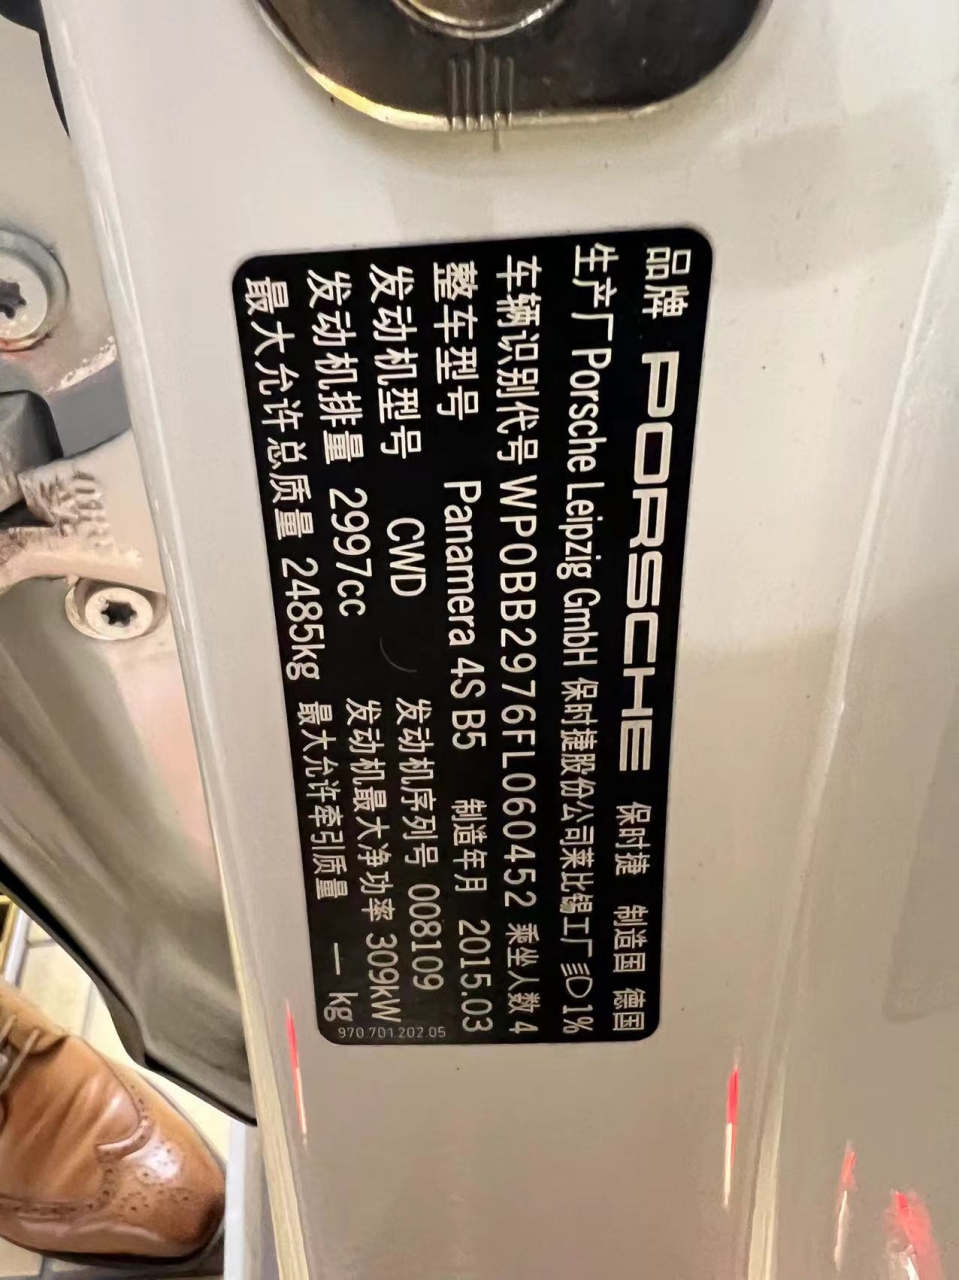 品牌 PORSCHE 保时捷 制造国 德国
生产厂 Porsche Leipzig GmbH 保时捷股份公司莱比锡工厂 1%
车辆识别代号 WP0BB2976FL060452 乘坐人数 4
整车型号 Panamera 4S B5 制造年月 2015.03
发动机型号 CWD 发动机序列号 008109
发动机排量 2997cc 发动机最大净功率 309kW
最大允许总质量 2485kg 最大允许牵引质量 — kg
970 701 202 05